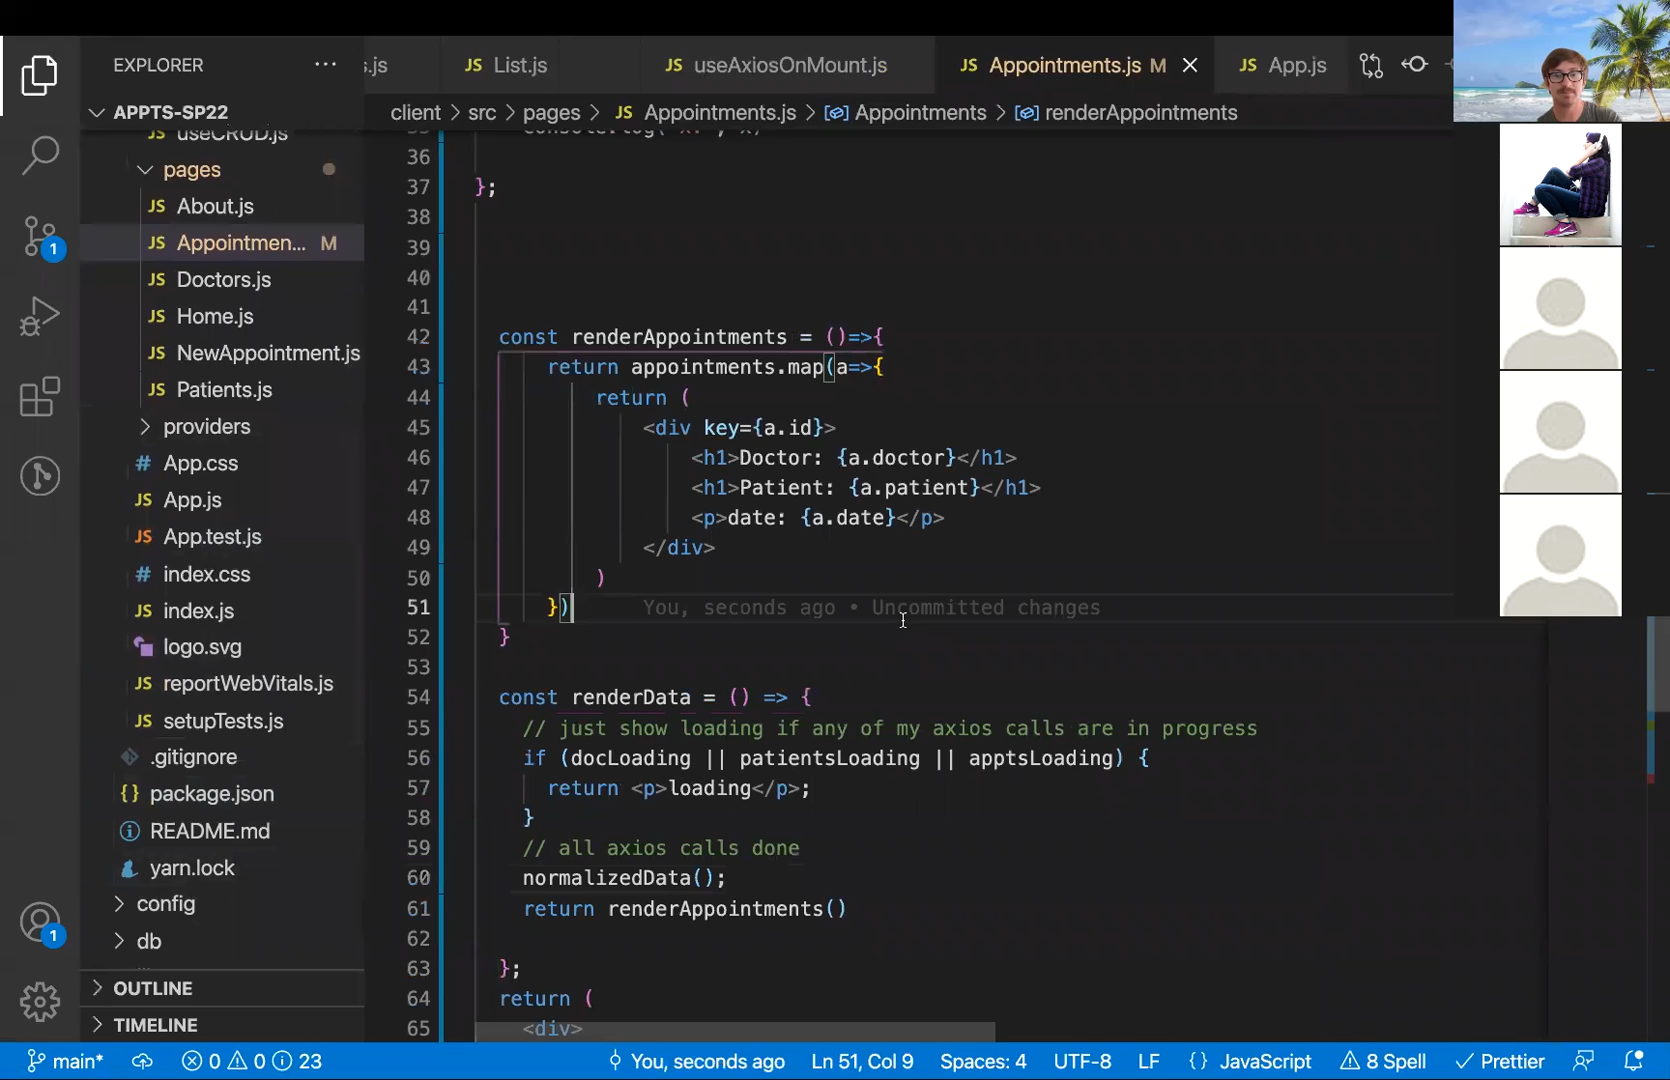 EXPLORER
···
s.js
JS List.js
JS useAxiosOnMount.js
JS Appointments.js M
JS App.js
APPTS-SP22
client > src > pages > JS Appointments.js > Appointments > renderAppointments
useCRUD.js
pages
JS About.js
JS Appointmen... M
JS Doctors.js
JS Home.js
JS NewAppointment.js
JS Patients.js
providers
# App.css
JS App.js
JS App.test.js
# index.css
JS index.js
logo.svg
JS reportWebVitals.js
JS setupTests.js
.gitignore
{} package.json
README.md
yarn.lock
config
db
OUTLINE
TIMELINE
1
1
36
37 };
38
39
40
41
42 const renderAppointments = ()=>{
43 return appointments.map(a=>{
44 return (
45 <div key={a.id}>
46 <h1>Doctor: {a.doctor}</h1>
47 <h1>Patient: {a.patient}</h1>
48 <p>date: {a.date}</p>
49 </div>
50 )
51 }) You, seconds ago • Uncommitted changes
52 }
53
54 const renderData = () => {
55 // just show loading if any of my axios calls are in progress
56 if (docLoading || patientsLoading || apptsLoading) {
57 return <p>loading</p>;
58 }
59 // all axios calls done
60 normalizedData();
61 return renderAppointments()
62
63 };
64 return (
65 <div>
main* 0 0 23 You, seconds ago Ln 51, Col 9 Spaces: 4 UTF-8 LF {} JavaScript 8 Spell Prettier